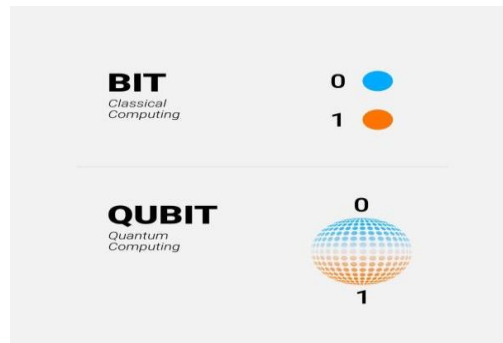 BIT
Classical
Computing
0
1
QUBIT
Quantum
Computing
0
1